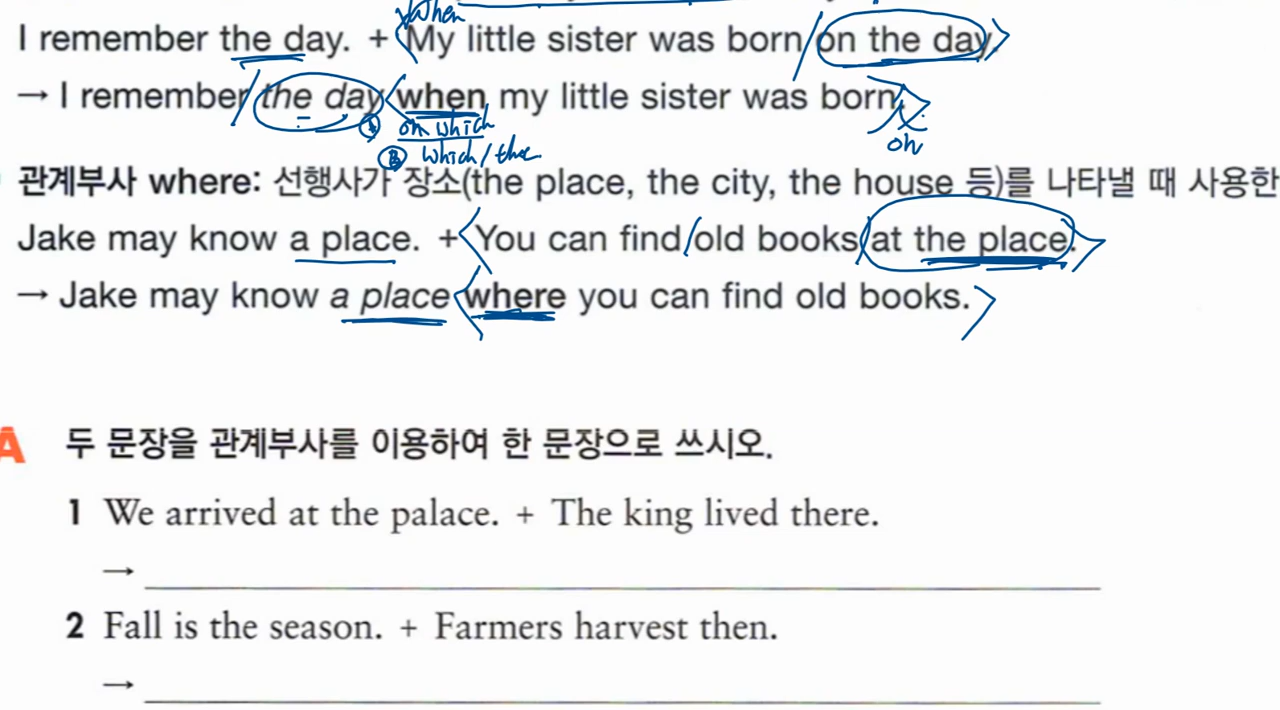 when
I remember the day. + My little sister was born on the day.
→ I remember the day when my little sister was born.
Ⓐ on which
Ⓑ which / that
on
관계부사 where: 선행사가 장소(the place, the city, the house 등)를 나타낼 때 사용한
Jake may know a place. + You can find old books at the place.
→ Jake may know a place where you can find old books.
A 두 문장을 관계부사를 이용하여 한 문장으로 쓰시오.
1 We arrived at the palace. + The king lived there.
→
2 Fall is the season. + Farmers harvest then.
→